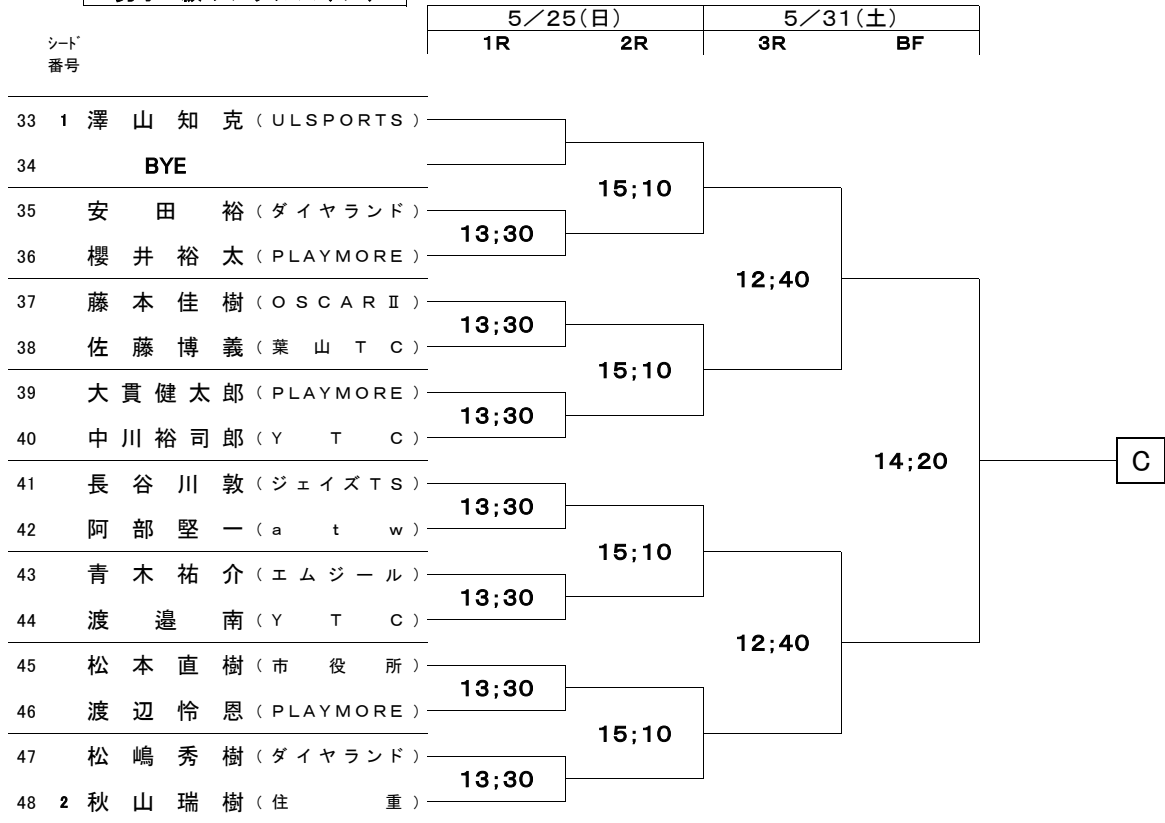 5／25(日) 5／31(土)
ｼｰﾄﾞ 1R 2R 3R BF
番号
33 1 澤山知克(ULSPORTS)
34 BYE
15;10
35 安田裕(ダイヤランド)
13;30
36 櫻井裕太(PLAYMORE)
12;40
37 藤本佳樹(OSCARⅡ)
13;30
38 佐藤博義(葉山TC)
15;10
39 大貫健太郎(PLAYMORE)
13;30
40 中川裕司郎(YTC)
14;20 C
41 長谷川敦(ジェイズTS)
13;30
42 阿部堅一(atw)
15;10
43 青木祐介(エムジール)
13;30
44 渡邉南(YTC)
12;40
45 松本直樹(市役所)
13;30
46 渡辺怜恩(PLAYMORE)
15;10
47 松嶋秀樹(ダイヤランド)
13;30
48 2 秋山瑞樹(住重)